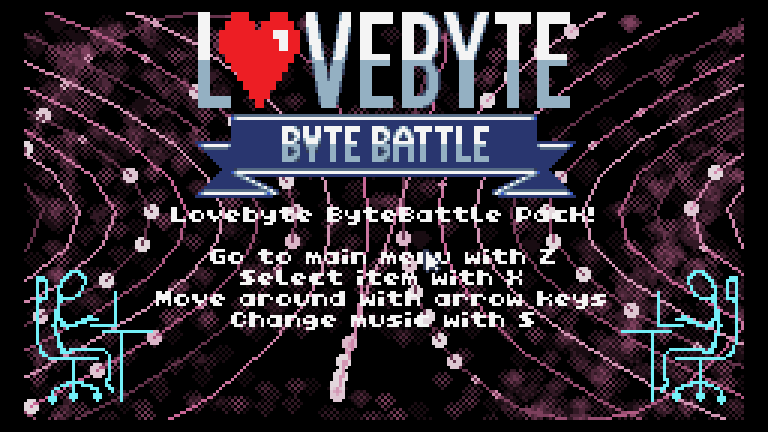 LOVEBYTE
BYTE BATTLE
Lovebyte ByteBattle Pack!
Go to main menu with Z
Select item with X
Move around with arrow keys
Change music with S